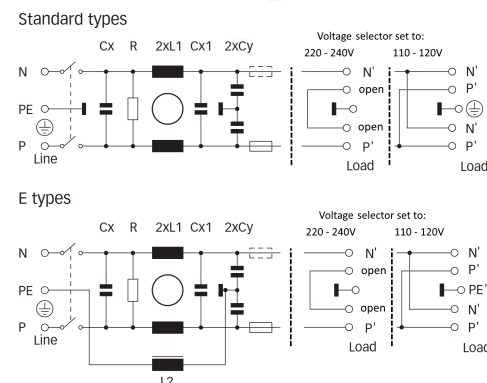 Standard types
Voltage selector set to:
220 - 240V 110 - 120V
Cx R 2xL1 Cx1 2xCy
N N' N'
open P'
PE
open N'
P P' P'
Line Load Load
E types
Voltage selector set to:
220 - 240V 110 - 120V
Cx R 2xL1 Cx1 2xCy
N N' N'
open P'
PE PE'
open N'
P P' P'
Line Load Load
L2